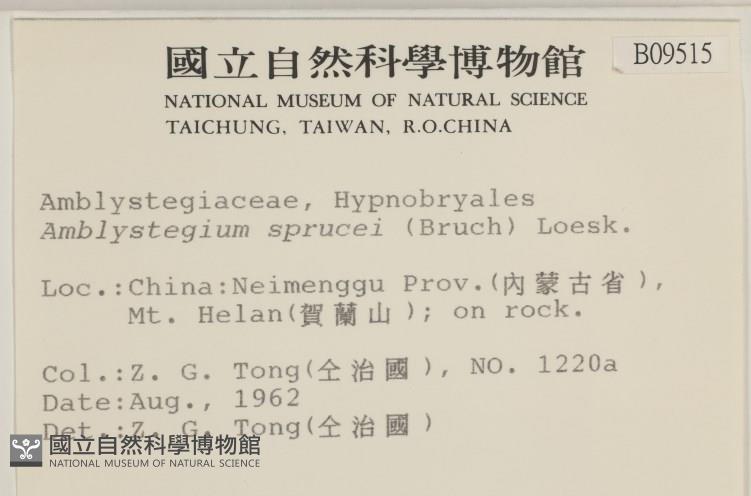 國立自然科學博物館
B09515
NATIONAL MUSEUM OF NATURAL SCIENCE
TAICHUNG, TAIWAN, R.O.CHINA
Amblystegiaceae, Hypnobryales
Amblystegium sprucei (Bruch) Loesk.
Loc.:China:Neimenggu Prov.(內蒙古省),
Mt. Helan(賀蘭山); on rock.
Col.:Z. G. Tong(仝治國), NO. 1220a
Date:Aug., 1962
Det.:Z. G. Tong(仝治國)
國立自然科學博物館
NATIONAL MUSEUM OF NATURAL SCIENCE